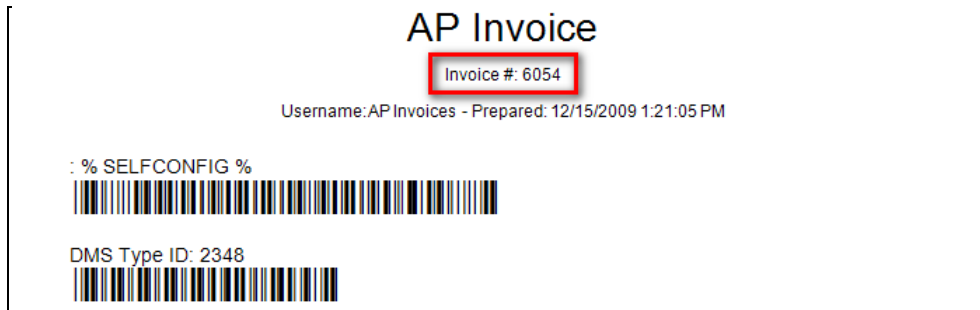 AP Invoice
Invoice #: 6054
Username:AP Invoices - Prepared: 12/15/2009 1:21:05 PM
: % SELFCONFIG %
DMS Type ID: 2348